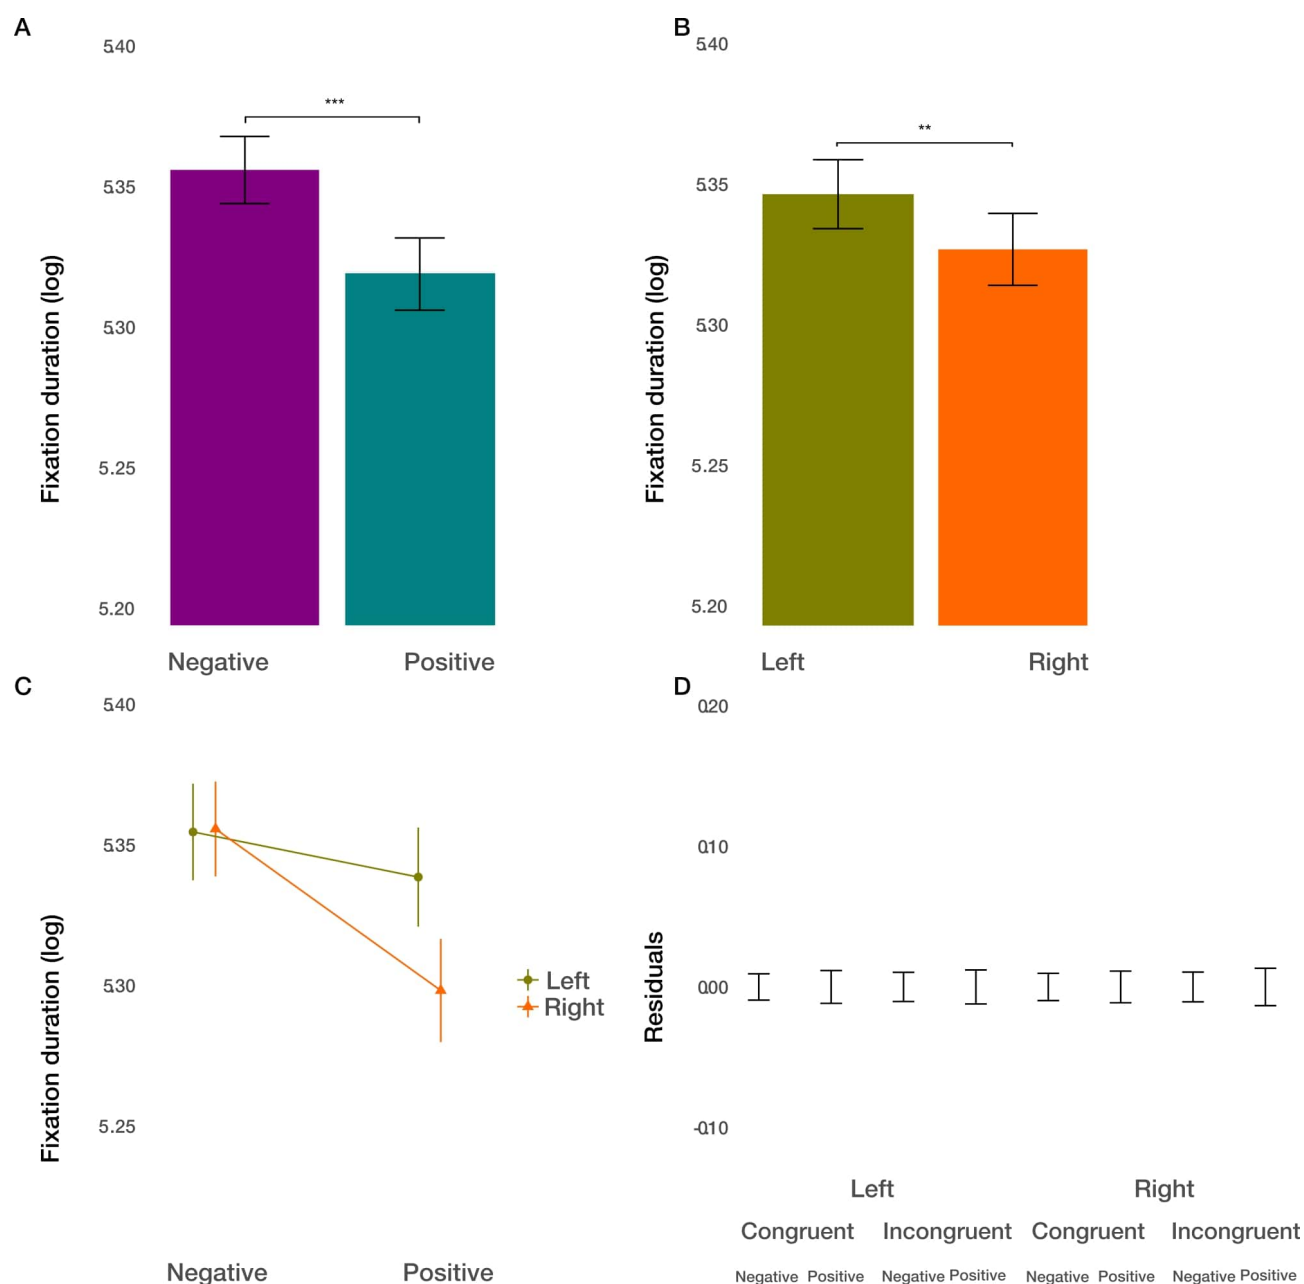 A
5.40
***
5.35
5.30
5.25
5.20
Fixation duration (log)
Negative Positive
B
5.40
**
5.35
5.30
5.25
5.20
Fixation duration (log)
Left Right
C
5.40
5.35
5.30
5.25
Fixation duration (log)
Left
Right
Negative Positive
D
0.20
0.10
0.00
-0.10
Residuals
Left Right
Congruent Incongruent Congruent Incongruent
Negative Positive Negative Positive Negative Positive Negative Positive